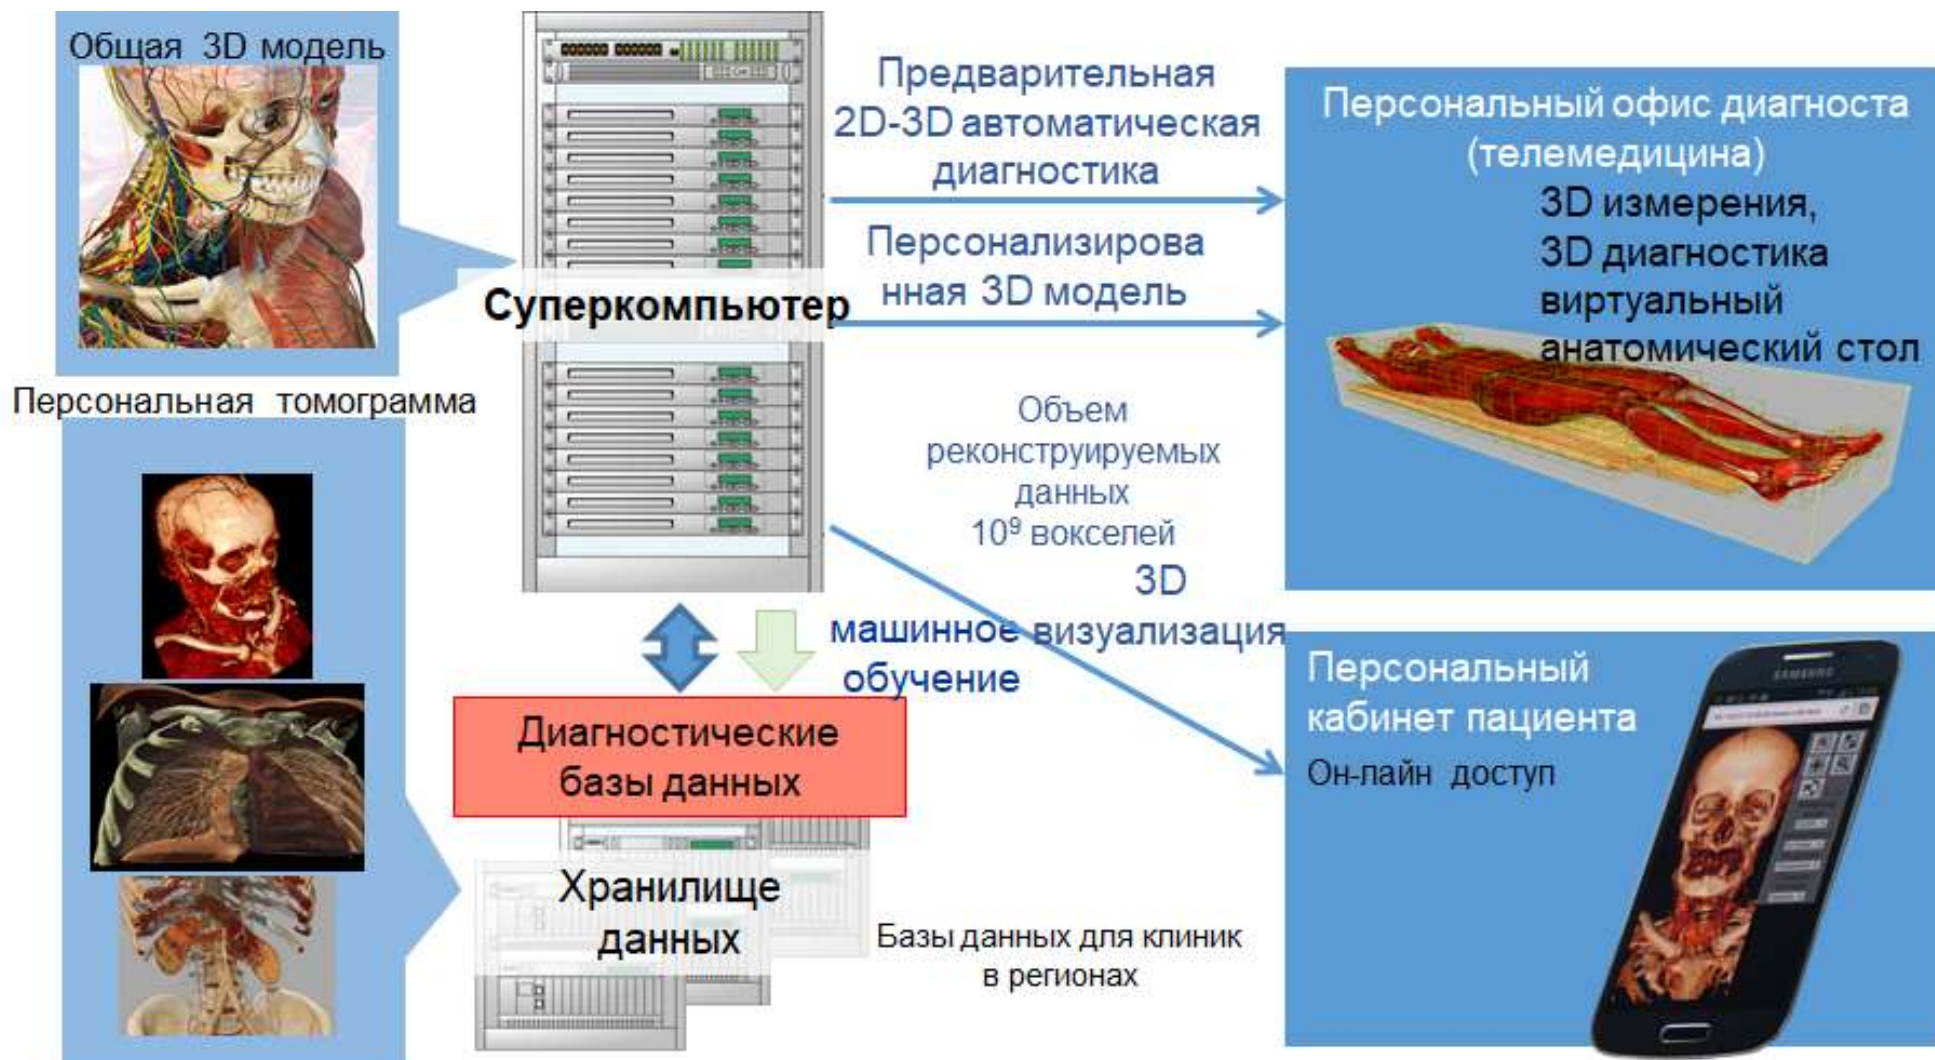 Общая 3D модель
Персональная томограмма
Суперкомпьютер
Предварительная
2D-3D автоматическая
диагностика
Персонализирова
нная 3D модель
Объем
реконструируемых
данных
10⁹ вокселей
3D
визуализация
машинное
обучение
Диагностические
базы данных
Хранилище
данных
Базы данных для клиник
в регионах
Персональный офис диагноста
(телемедицина)
3D измерения,
3D диагностика
виртуальный
анатомический стол
Персональный
кабинет пациента
Он-лайн доступ
SAMSUNG